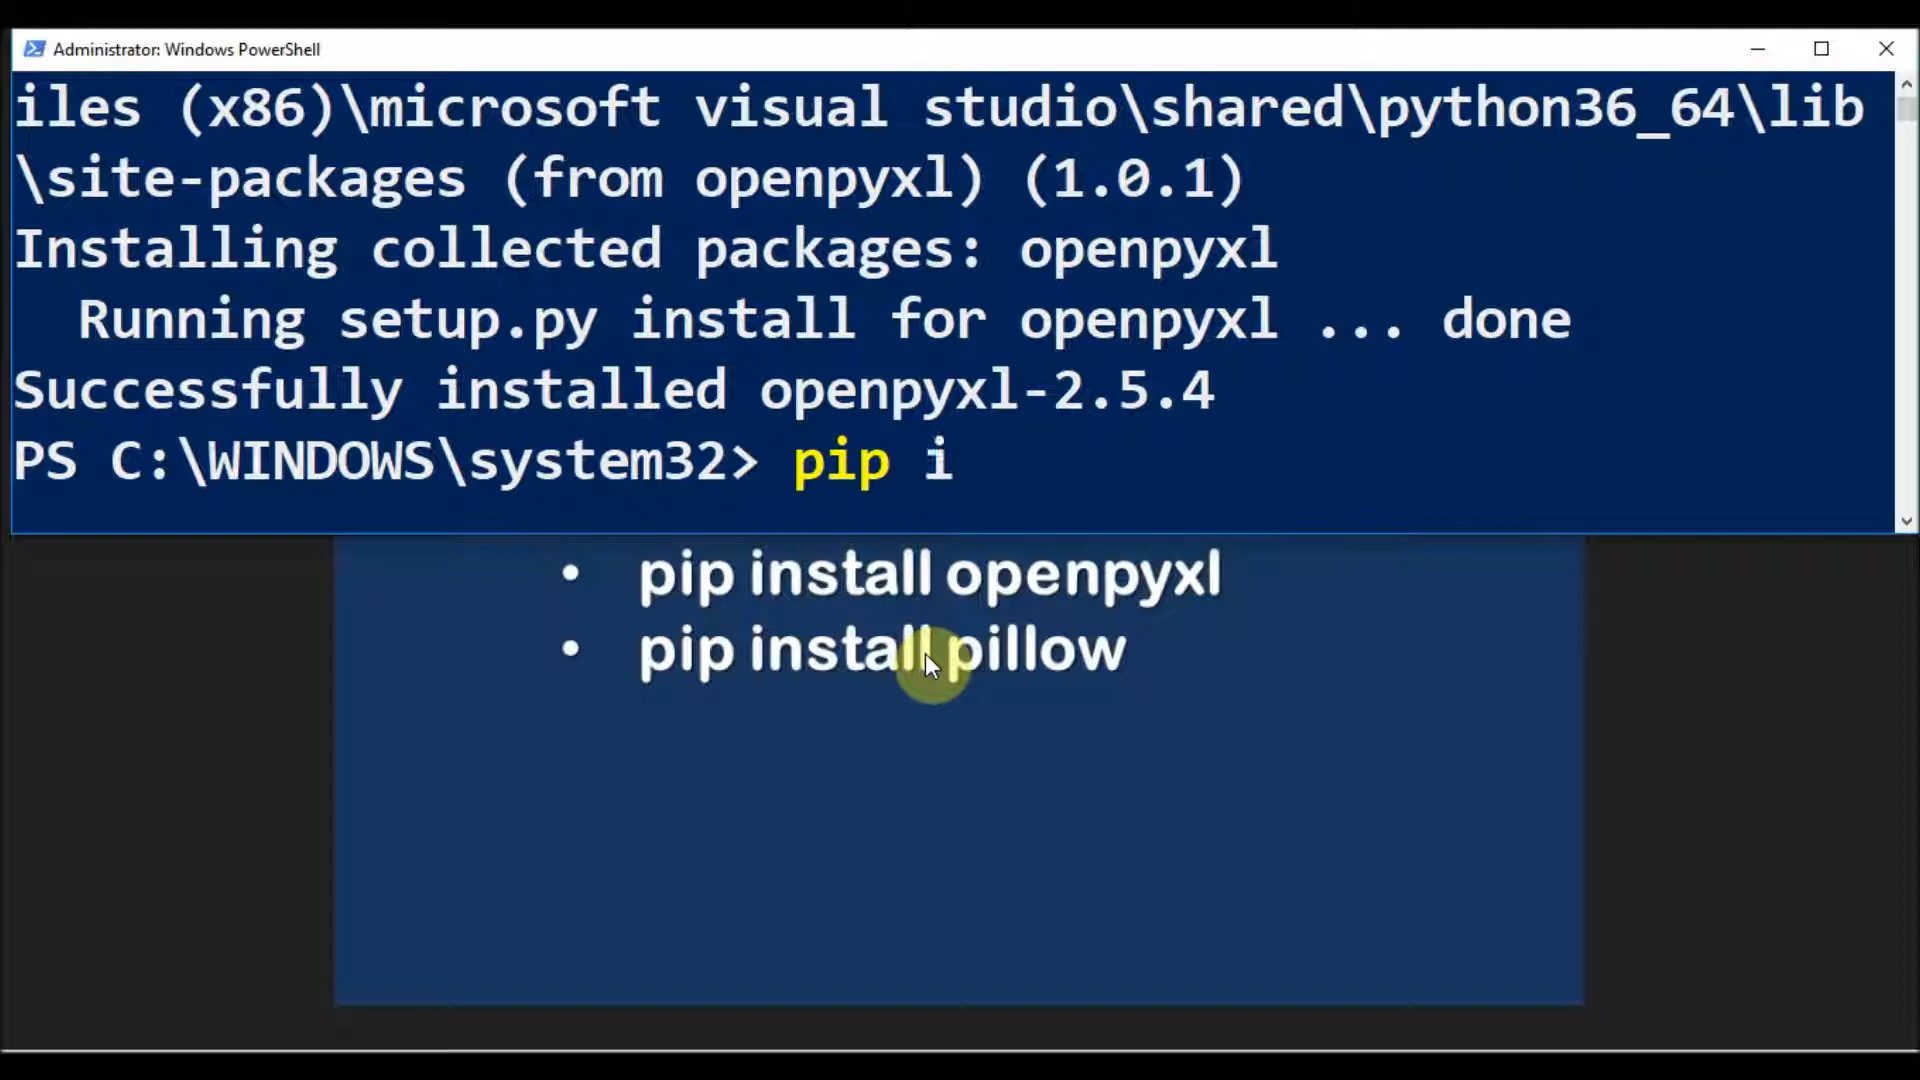 Administrator: Windows PowerShell
iles (x86)\microsoft visual studio\shared\python36_64\lib
\site-packages (from openpyxl) (1.0.1)
Installing collected packages: openpyxl
  Running setup.py install for openpyxl ... done
Successfully installed openpyxl-2.5.4
PS C:\WINDOWS\system32> pip i
• pip install openpyxl
• pip install pillow